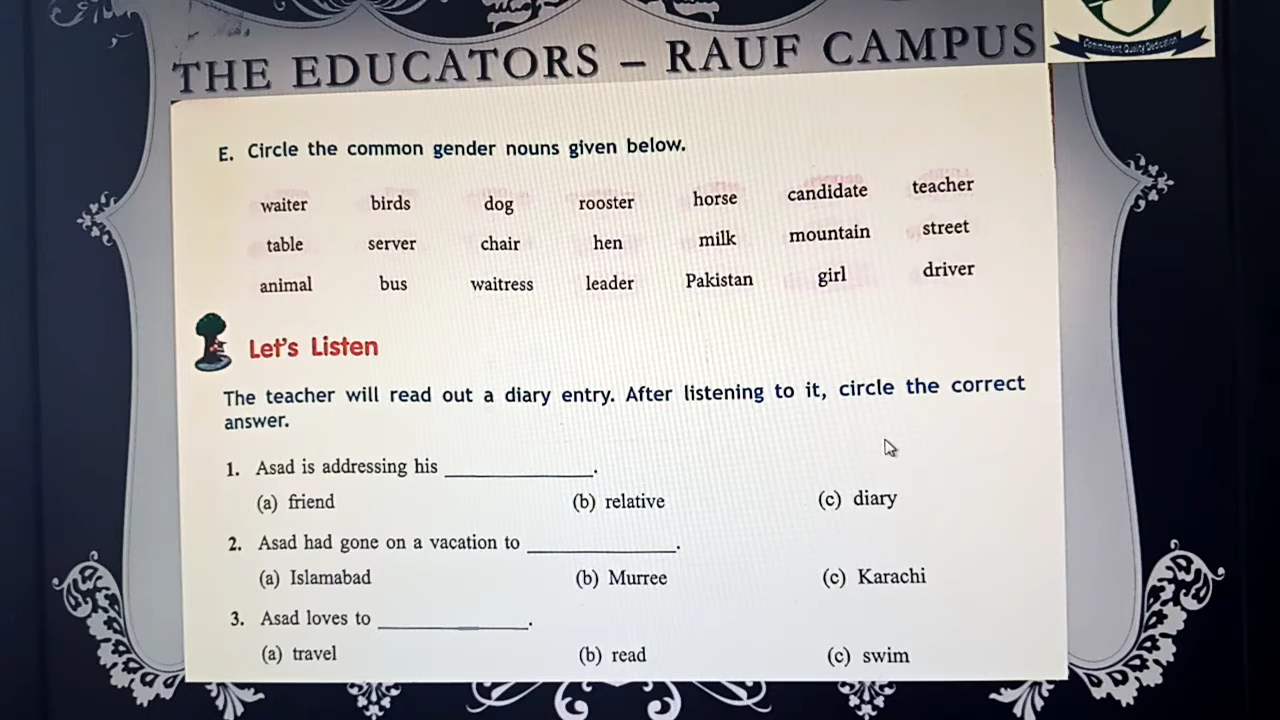 THE EDUCATORS – RAUF CAMPUS
Commitment Quality Dedication
E. Circle the common gender nouns given below.
waiter birds dog rooster horse candidate teacher
table server chair hen milk mountain street
animal bus waitress leader Pakistan girl driver
Let's Listen
The teacher will read out a diary entry. After listening to it, circle the correct
answer.
1. Asad is addressing his ______________.
(a) friend (b) relative (c) diary
2. Asad had gone on a vacation to ______________.
(a) Islamabad (b) Murree (c) Karachi
3. Asad loves to ______________.
(a) travel (b) read (c) swim